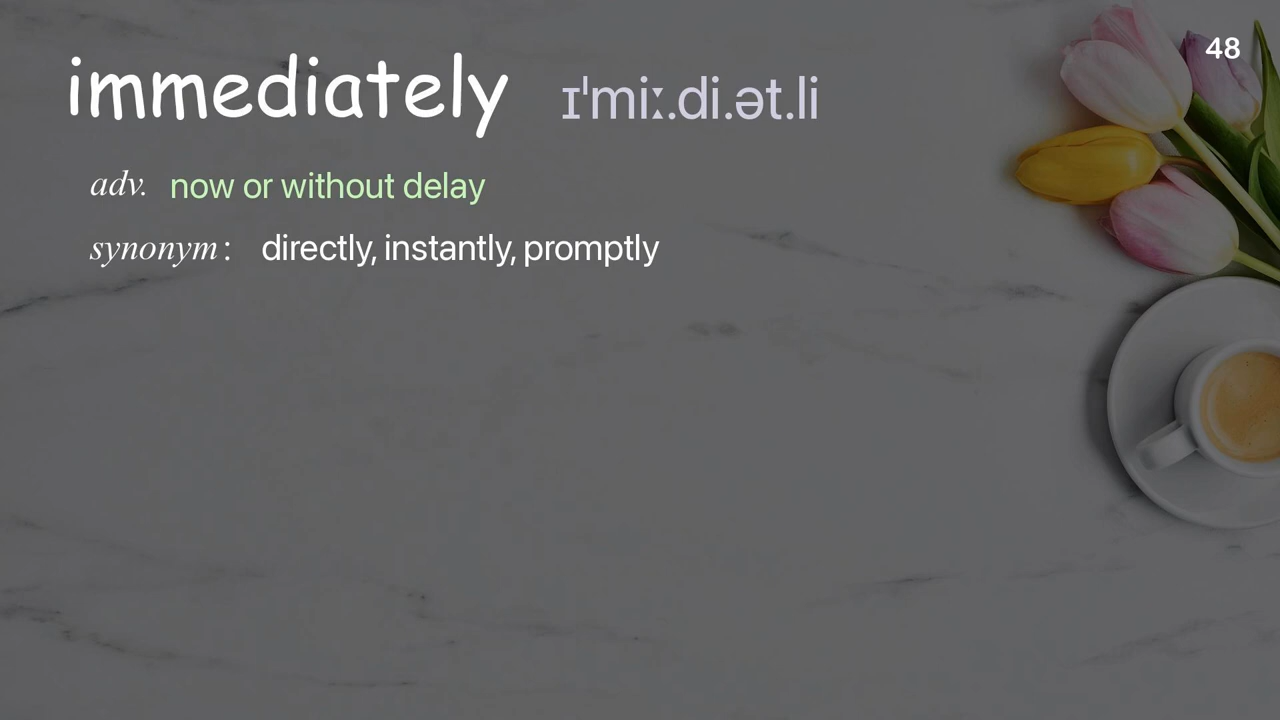 48
immediately ɪˈmiː.di.ət.li
adv. now or without delay
synonym: directly, instantly, promptly